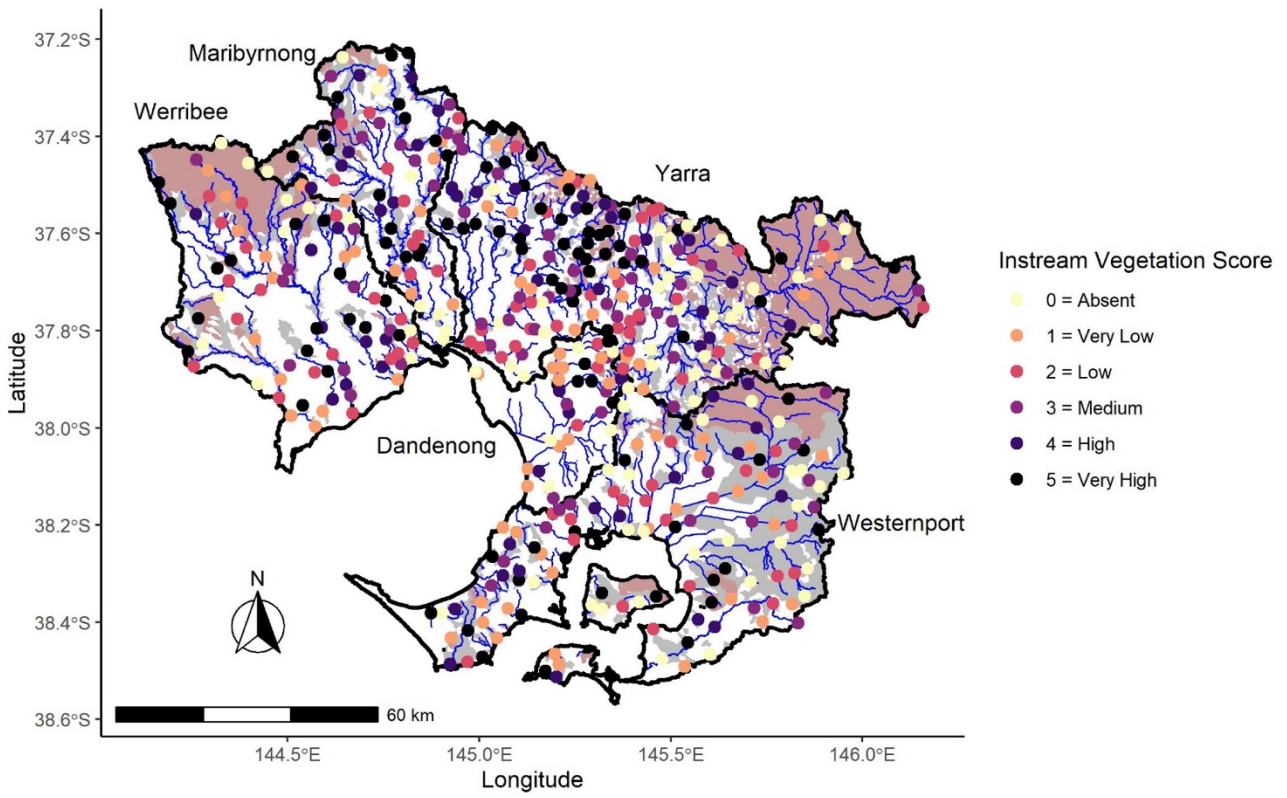 37.2°S
37.4°S
37.6°S
37.8°S
38.0°S
38.2°S
38.4°S
38.6°S
Latitude
Maribyrnong
Werribee
Yarra
Dandenong
Westernport
N
60 km
144.5°E
145.0°E
145.5°E
146.0°E
Longitude
Instream Vegetation Score
0 = Absent
1 = Very Low
2 = Low
3 = Medium
4 = High
5 = Very High